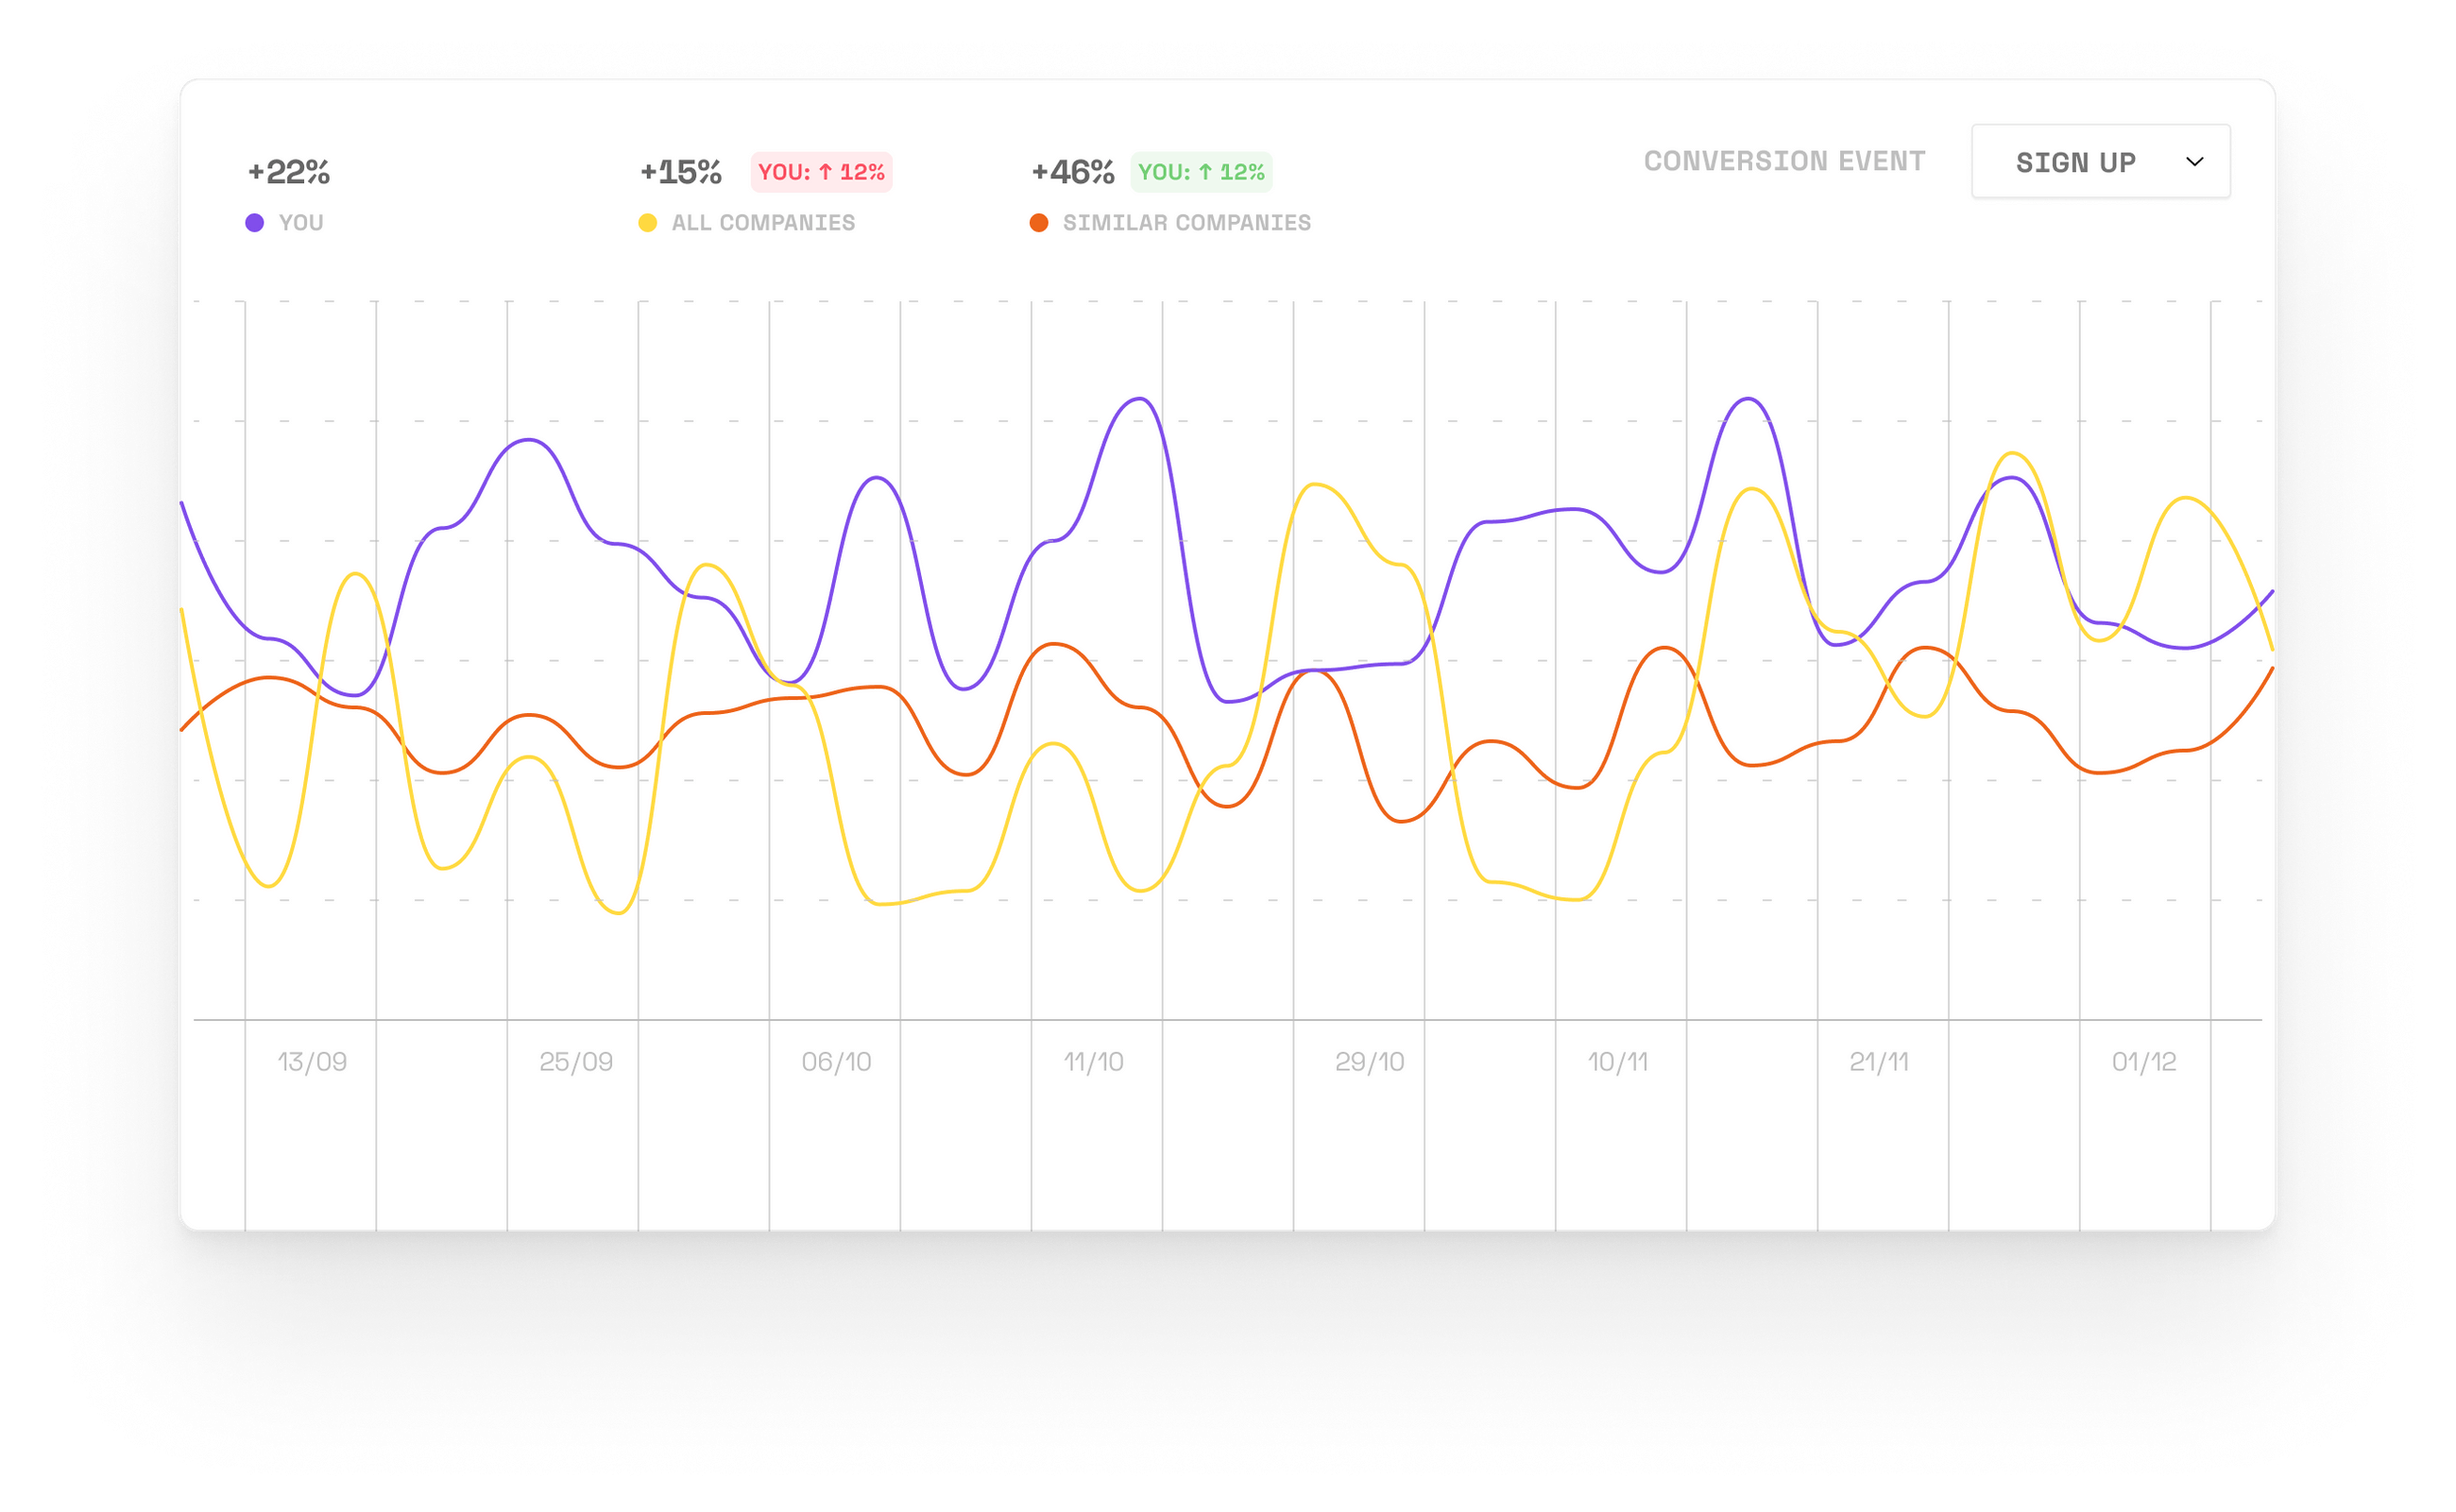 +22%
YOU
+15% YOU: ↑ 12%
ALL COMPANIES
+46% YOU: ↑ 12%
SIMILAR COMPANIES
CONVERSION EVENT
SIGN UP
13/09 25/09 06/10 11/10 29/10 10/11 21/11 01/12